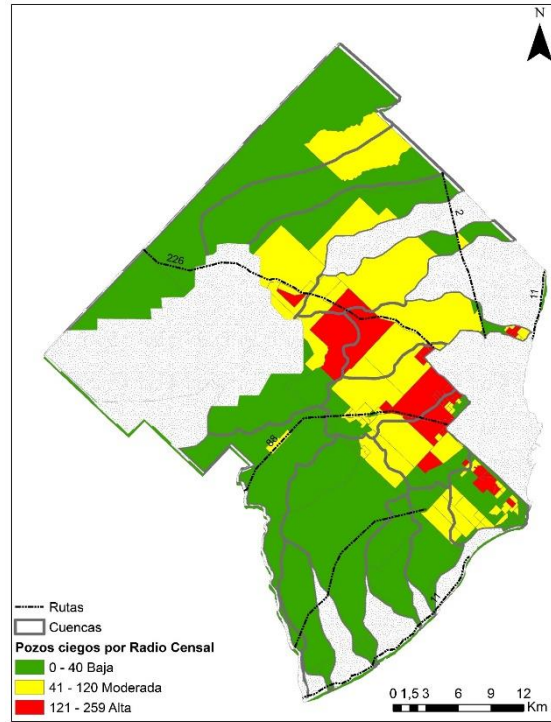 N
2
226
11
88
11
Rutas
Cuencas
Pozos ciegos por Radio Censal
0 - 40 Baja
41 - 120 Moderada
121 - 259 Alta
0 1,5 3 6 9 12
Km